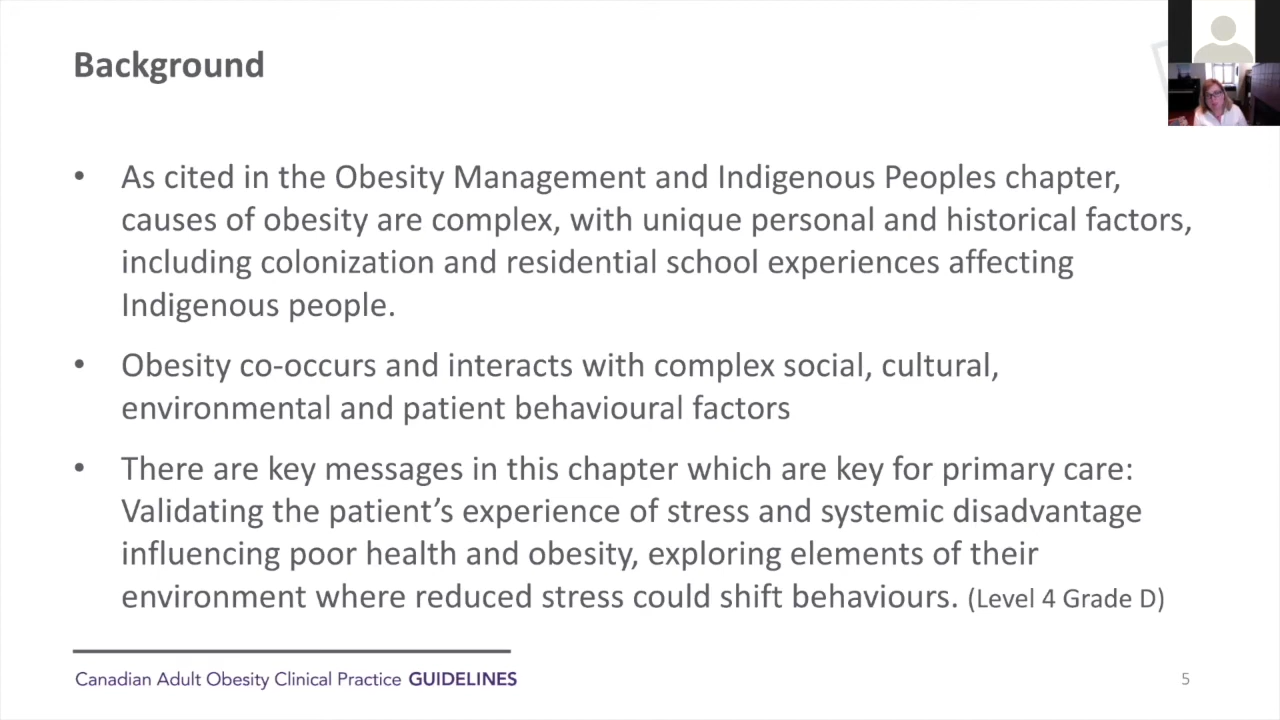 Background
• As cited in the Obesity Management and Indigenous Peoples chapter,
causes of obesity are complex, with unique personal and historical factors,
including colonization and residential school experiences affecting
Indigenous people.
• Obesity co-occurs and interacts with complex social, cultural,
environmental and patient behavioural factors
• There are key messages in this chapter which are key for primary care:
Validating the patient’s experience of stress and systemic disadvantage
influencing poor health and obesity, exploring elements of their
environment where reduced stress could shift behaviours. (Level 4 Grade D)
Canadian Adult Obesity Clinical Practice GUIDELINES
5